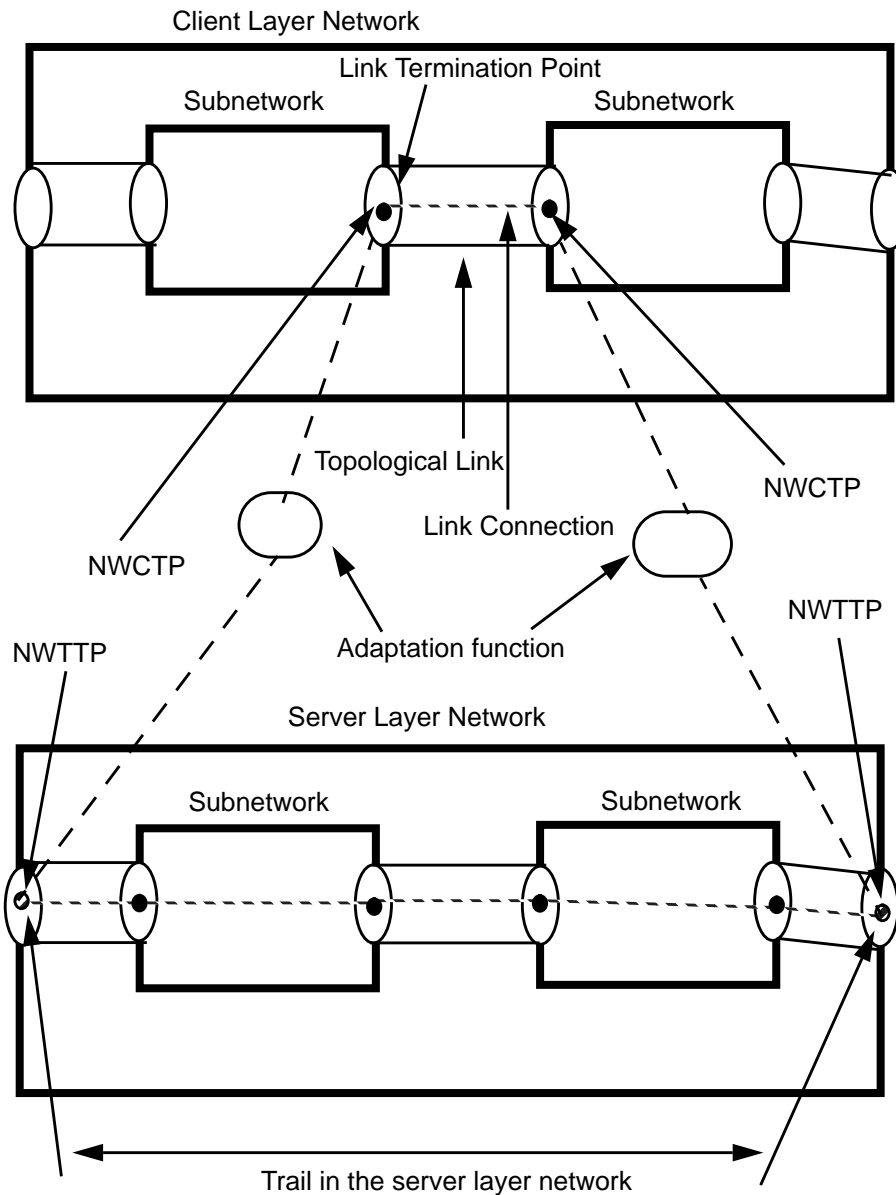 Client Layer Network
Link Termination Point
Subnetwork
Subnetwork
Topological Link
NWCTP
Link Connection
NWCTP
NWTTP
Adaptation function
NWTTP
Server Layer Network
Subnetwork
Subnetwork
Trail in the server layer network